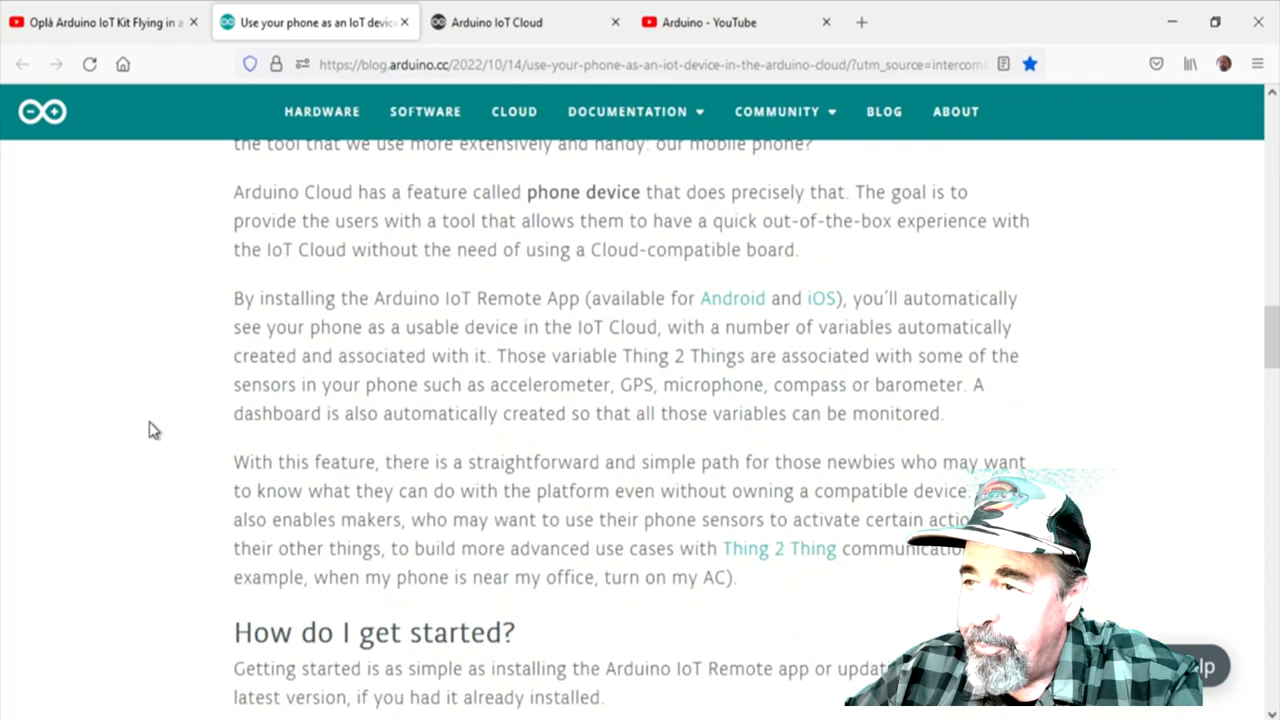 Oplà Arduino IoT Kit Flying in a
Use your phone as an IoT device
Arduino IoT Cloud
Arduino - YouTube
https://blog.arduino.cc/2022/10/14/use-your-phone-as-an-iot-device-in-the-arduino-cloud/?utm_source=intercom&
HARDWARE SOFTWARE CLOUD DOCUMENTATION COMMUNITY BLOG ABOUT
the tool that we use more extensively and handy: our mobile phone?
Arduino Cloud has a feature called phone device that does precisely that. The goal is to
provide the users with a tool that allows them to have a quick out-of-the-box experience with
the IoT Cloud without the need of using a Cloud-compatible board.
By installing the Arduino IoT Remote App (available for Android and iOS), you'll automatically
see your phone as a usable device in the IoT Cloud, with a number of variables automatically
created and associated with it. Those variable Thing 2 Things are associated with some of the
sensors in your phone such as accelerometer, GPS, microphone, compass or barometer. A
dashboard is also automatically created so that all those variables can be monitored.
With this feature, there is a straightforward and simple path for those newbies who may want
to know what they can do with the platform even without owning a compatible device.
also enables makers, who may want to use their phone sensors to activate certain
their other things, to build more advanced use cases with Thing 2 Thing
example, when my phone is near my office, turn on my AC).
How do I get started?
Getting started is as simple as installing the Arduino IoT Remote app or
latest version, if you had it already installed.